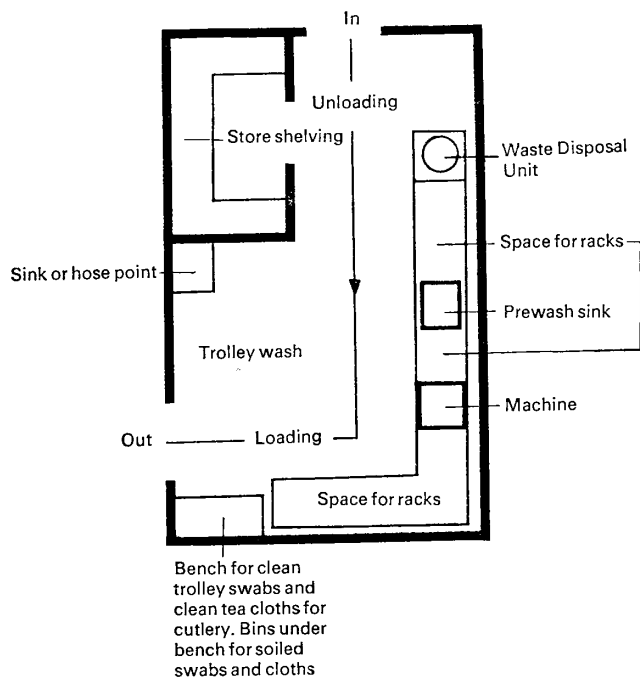 In
Unloading
Store shelving
Waste Disposal
Unit
Space for racks
Sink or hose point
Prewash sink
Trolley wash
Machine
Out
Loading
Space for racks
Bench for clean
trolley swabs and
clean tea cloths for
cutlery. Bins under
bench for soiled
swabs and cloths